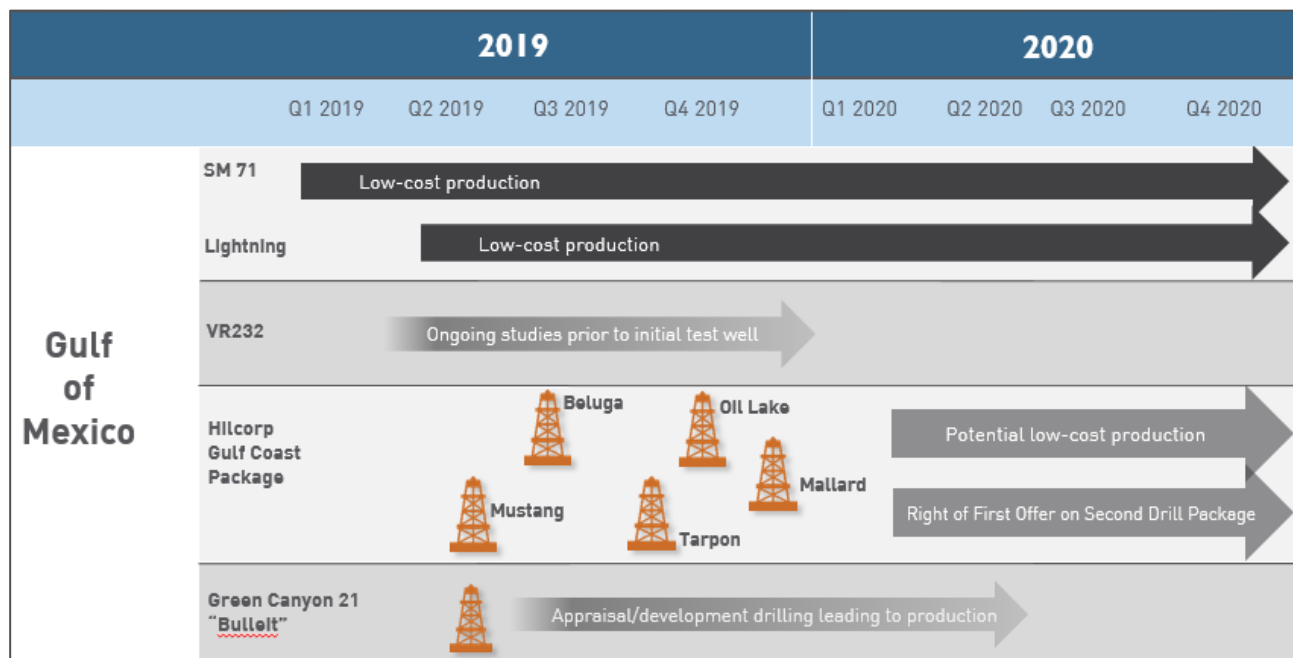 2019
2020
Q1 2019
Q2 2019
Q3 2019
Q4 2019
Q1 2020
Q2 2020
Q3 2020
Q4 2020
Gulf
of
Mexico
SM 71
Low-cost production
Lightning
Low-cost production
VR232
Ongoing studies prior to initial test well
Hilcorp
Gulf Coast
Package
Beluga
Oil Lake
Mustang
Tarpon
Mallard
Potential low-cost production
Right of First Offer on Second Drill Package
Green Canyon 21
"Bulleit"
Appraisal/development drilling leading to production